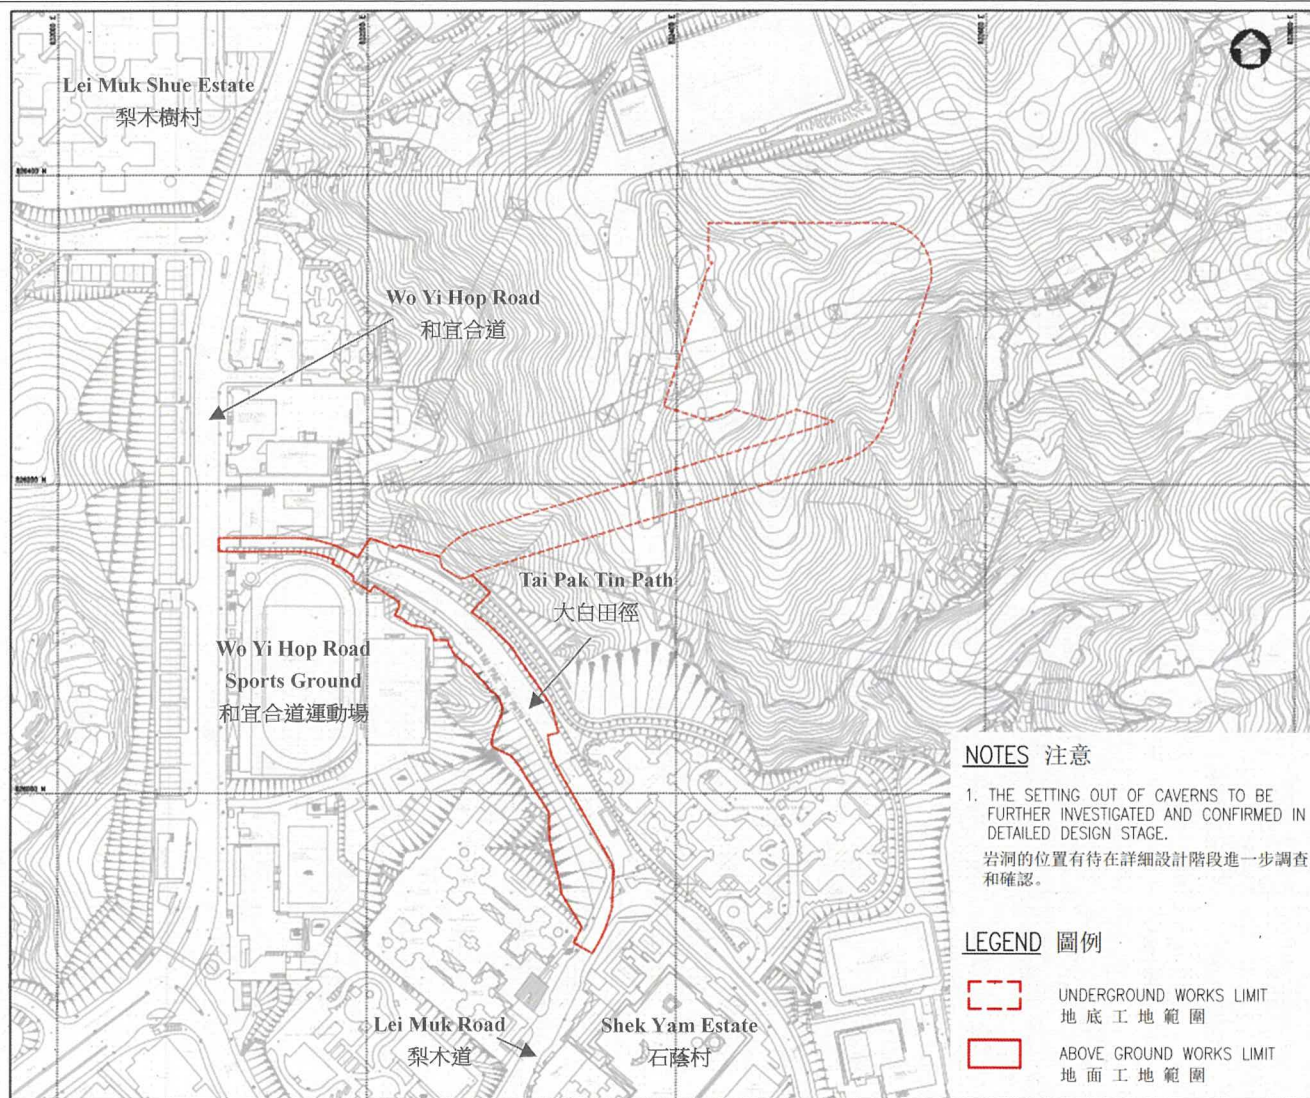 Lei Muk Shue Estate
梨木樹村
Wo Yi Hop Road
和宜合道
Tai Pak Tin Path
大白田徑
Wo Yi Hop Road
Sports Ground
和宜合道運動場
Lei Muk Road
梨木道
Shek Yam Estate
石蔭村
NOTES 注意
1. THE SETTING OUT OF CAVERNS TO BE
FURTHER INVESTIGATED AND CONFIRMED IN
DETAILED DESIGN STAGE.
岩洞的位置有待在詳細設計階段進一步調查
和確認。
LEGEND 圖例
UNDERGROUND WORKS LIMIT
地底工地範圍
ABOVE GROUND WORKS LIMIT
地面工地範圍